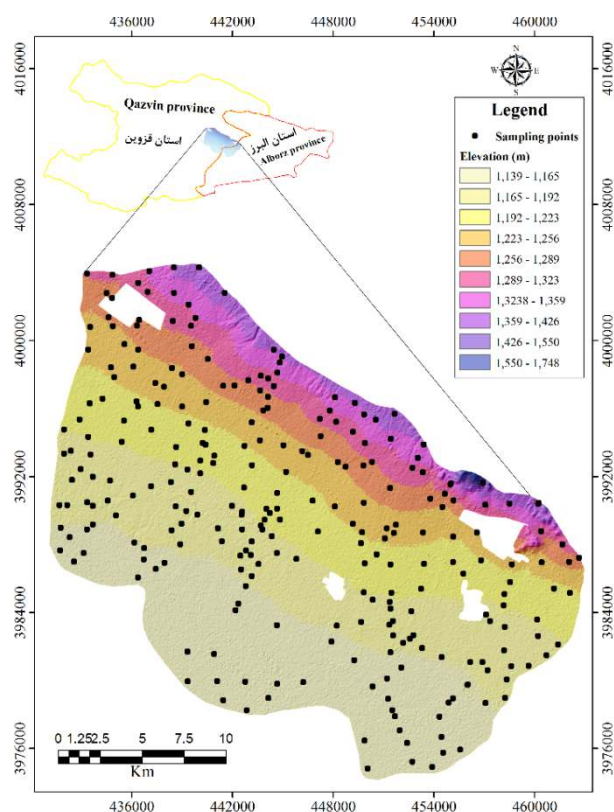 436000 442000 448000 454000 460000
4016000
4016000
N
W E
S
Qazvin province
استان قزوین
استان البرز
Alborz province
Legend
Sampling points
Elevation (m)
1,139 - 1,165
1,165 - 1,192
1,192 - 1,223
1,223 - 1,256
1,256 - 1,289
1,289 - 1,323
1,3238 - 1,359
1,359 - 1,426
1,426 - 1,550
1,550 - 1,748
4008000
4008000
4000000
4000000
3992000
3992000
3984000
3984000
3976000
3976000
0 1.25 2.5 5 7.5 10
Km
436000 442000 448000 454000 460000